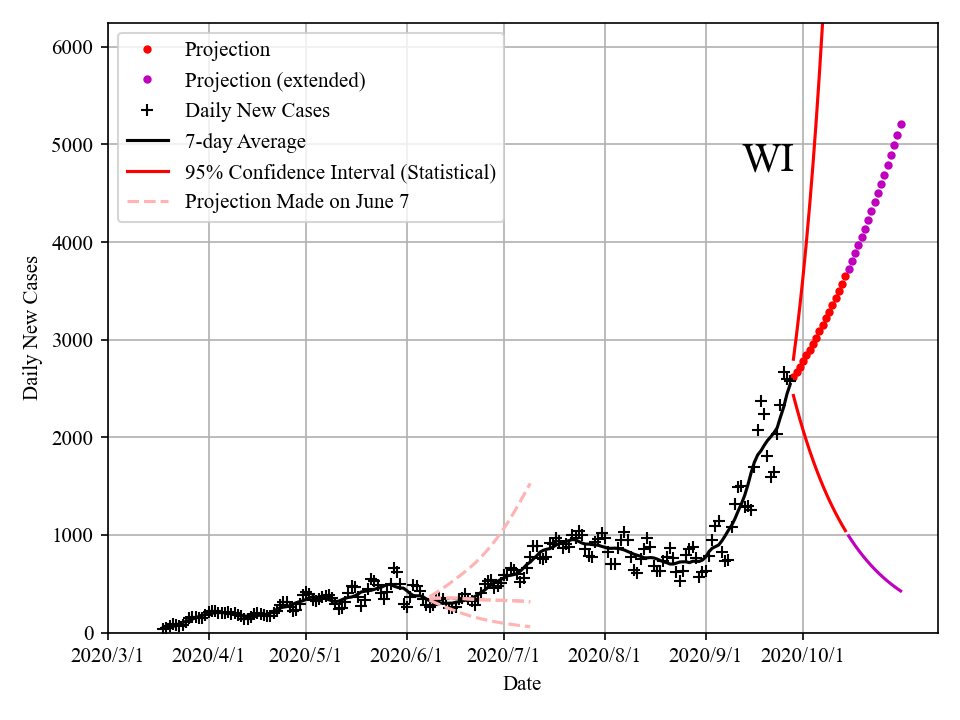 6000
5000
4000
3000
2000
1000
0
Daily New Cases
Projection
Projection (extended)
Daily New Cases
7-day Average
95% Confidence Interval (Statistical)
Projection Made on June 7
WI
2020/3/1 2020/4/1 2020/5/1 2020/6/1 2020/7/1 2020/8/1 2020/9/1 2020/10/1
Date